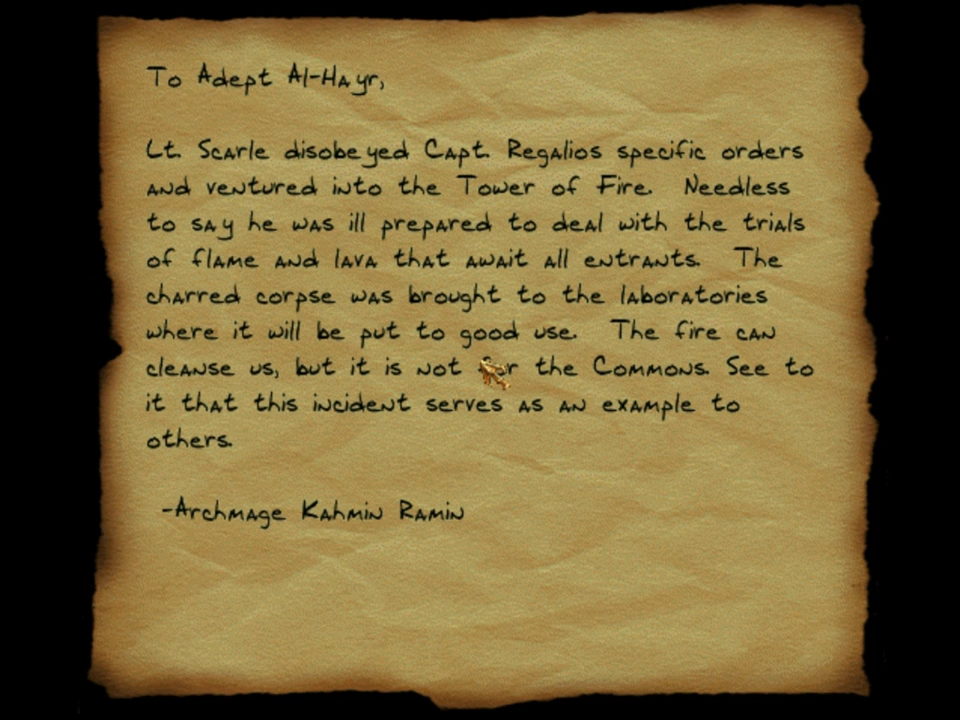 To Adept Al-Hayr,
Lt. Scarle disobeyed Capt. Regalios specific orders
and ventured into the Tower of Fire. Needless
to say he was ill prepared to deal with the trials
of flame and lava that await all entrants. The
charred corpse was brought to the laboratories
where it will be put to good use. The fire can
cleanse us, but it is not for the Commons. See to
it that this incident serves as an example to
others.
-Archmage Kahmin Ramin